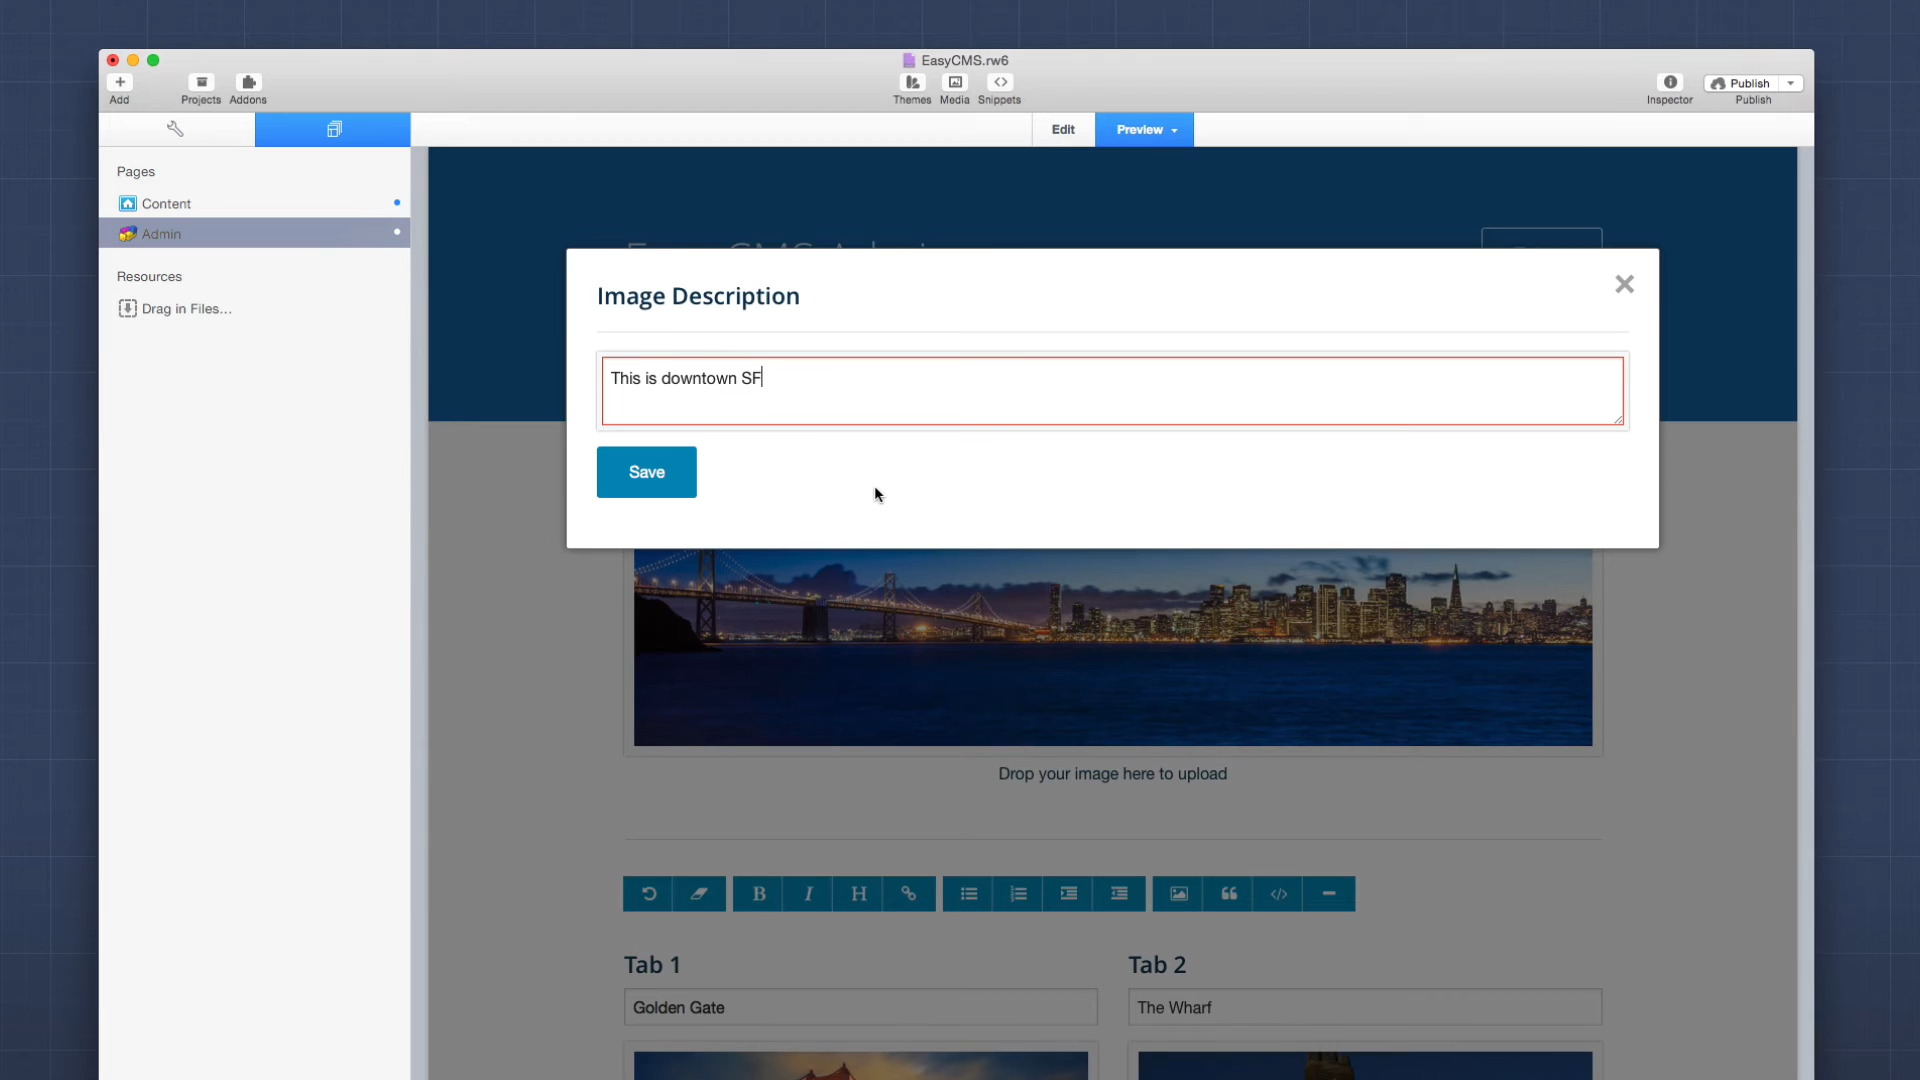 EasyCMS.rw6
Add
Projects
Addons
Themes
Media
Snippets
Inspector
Publish
Publish
Edit
Preview
Pages
Content
Admin
Resources
Drag in Files...
Image Description
This is downtown SF
Save
Drop your image here to upload
B
I
H
Tab 1
Tab 2
Golden Gate
The Wharf